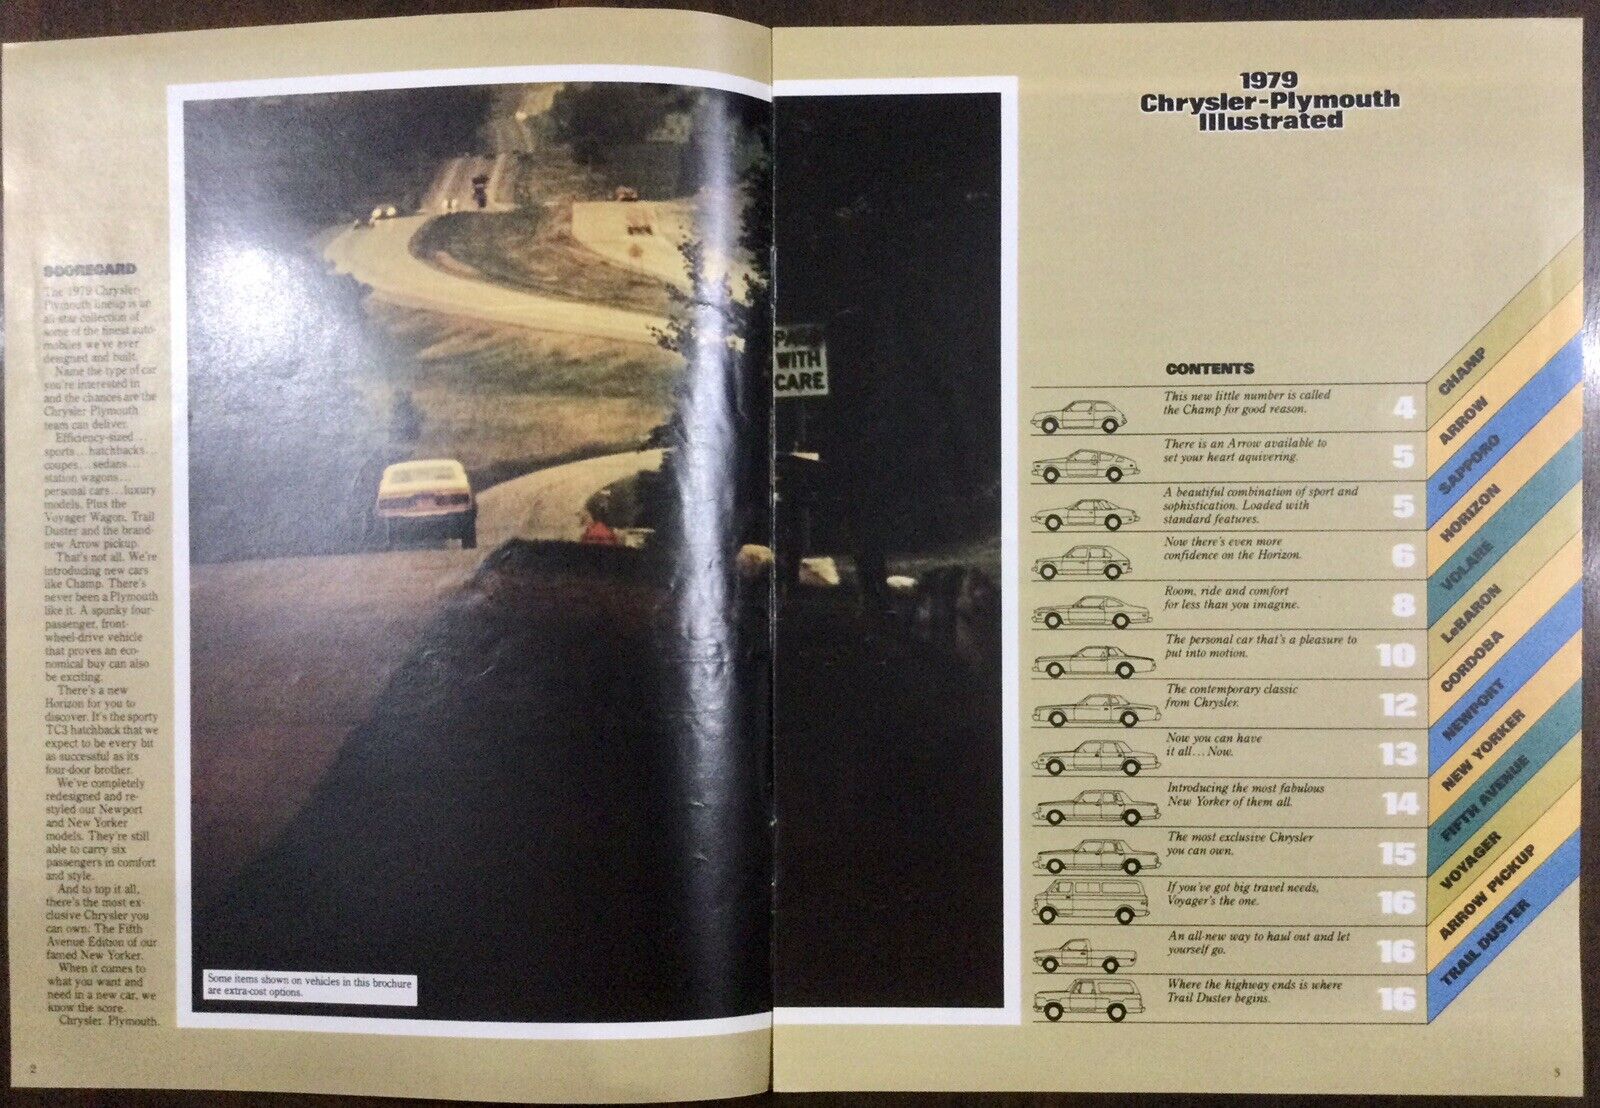 SCORECARD
The 1979 Chrysler-
Plymouth lineup is an
all-star collection of
some of the finest auto-
mobiles we've ever
designed and built.
Name the type of car
you're interested in
and the chances are the
Chrysler Plymouth
team can deliver.
Efficiency-sized...
sports...hatchbacks...
coupes...sedans...
station wagons...
personal cars...luxury
models. Plus the
Voyager Wagon, Trail
Duster and the brand-
new Arrow pickup.
That's not all. We're
introducing new cars
like Champ. There's
never been a Plymouth
like it. A spunky four-
passenger, front-
wheel-drive vehicle
that proves an eco-
nomical buy can also
be exciting.
There's a new
Horizon for you to
discover. It's the sporty
TC3 hatchback that we
expect to be every bit
as successful as its
four-door brother.
We've completely
redesigned and re-
styled our Newport
and New Yorker
models. They're still
able to carry six
passengers in comfort
and style.
And to top it all,
there's the most ex-
clusive Chrysler you
can own: The Fifth
Avenue Edition of our
famed New Yorker.
When it comes to
what you want and
need in a new car, we
know the score.
Chrysler. Plymouth.
2
WITH
CARE
Some items shown on vehicles in this brochure
are extra-cost options.
1979
Chrysler-Plymouth
Illustrated
CONTENTS
This new little number is called
the Champ for good reason.
4
CHAMP
There is an Arrow available to
set your heart aquivering.
5
ARROW
A beautiful combination of sport and
sophistication. Loaded with
standard features.
5
SAPPORO
Now there's even more
confidence on the Horizon.
6
HORIZON
Room, ride and comfort
for less than you imagine.
8
VOLARÉ
The personal car that's a pleasure to
put into motion.
10
LeBARON
The contemporary classic
from Chrysler.
12
CORDOBA
Now you can have
it all...Now.
13
NEWPORT
Introducing the most fabulous
New Yorker of them all.
14
NEW YORKER
The most exclusive Chrysler
you can own.
15
FIFTH AVENUE
If you've got big travel needs,
Voyager's the one.
16
VOYAGER
An all-new way to haul out and let
yourself go.
16
ARROW PICKUP
Where the highway ends is where
Trail Duster begins.
16
TRAIL DUSTER
3